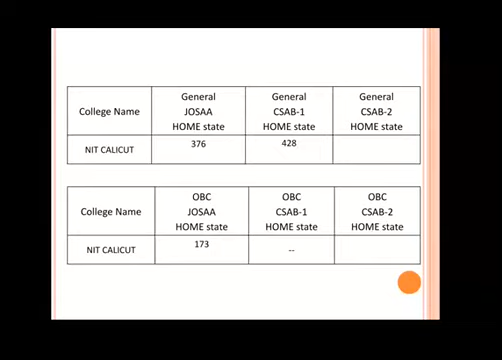 College Name
General
JOSAA
HOME state
General
CSAB-1
HOME state
General
CSAB-2
HOME state
NIT CALICUT
376
428
College Name
OBC
JOSAA
HOME state
OBC
CSAB-1
HOME state
OBC
CSAB-2
HOME state
NIT CALICUT
173
--